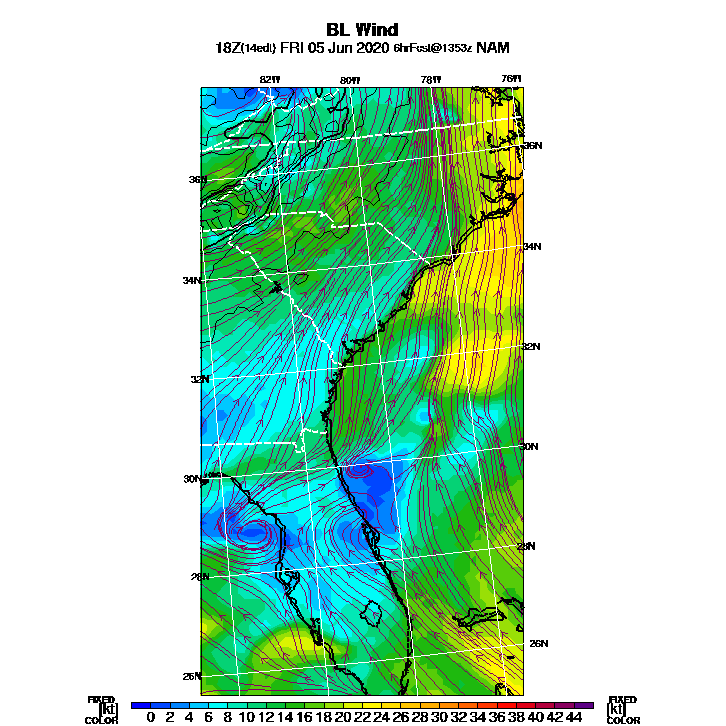 BL Wind
18Z(14edt) FRI 05 Jun 2020 6hrFcst@1353z NAM
82W 80W 78W 76W
36N
36N
34N
34N
32N
32N
30N
30N
28N
28N
26N
26N
FIXED FIXED
[kt] 0 2 4 6 8 10 12 14 16 18 20 22 24 26 28 30 32 34 36 38 40 42 44 [kt]
COLOR COLOR